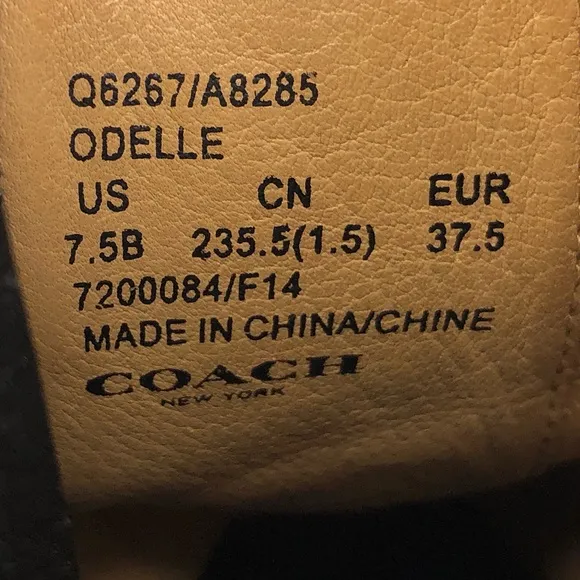 Q6267/A8285
ODELLE
US CN EUR
7.5B 235.5(1.5) 37.5
7200084/F14
MADE IN CHINA/CHINE
COACH
NEW YORK